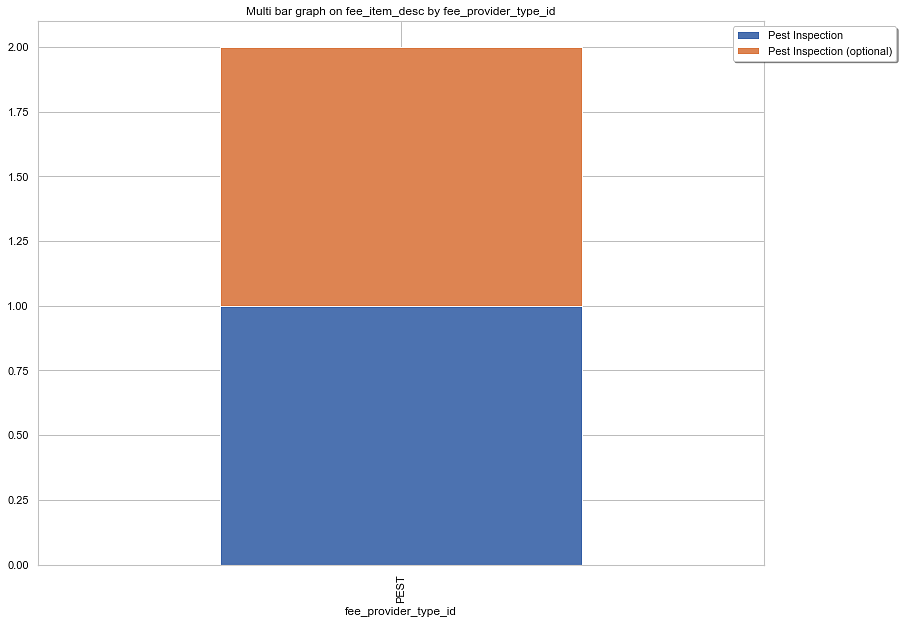 Multi bar graph on fee_item_desc by fee_provider_type_id
Pest Inspection
Pest Inspection (optional)
2.00
1.75
1.50
1.25
1.00
0.75
0.50
0.25
0.00
PEST
fee_provider_type_id